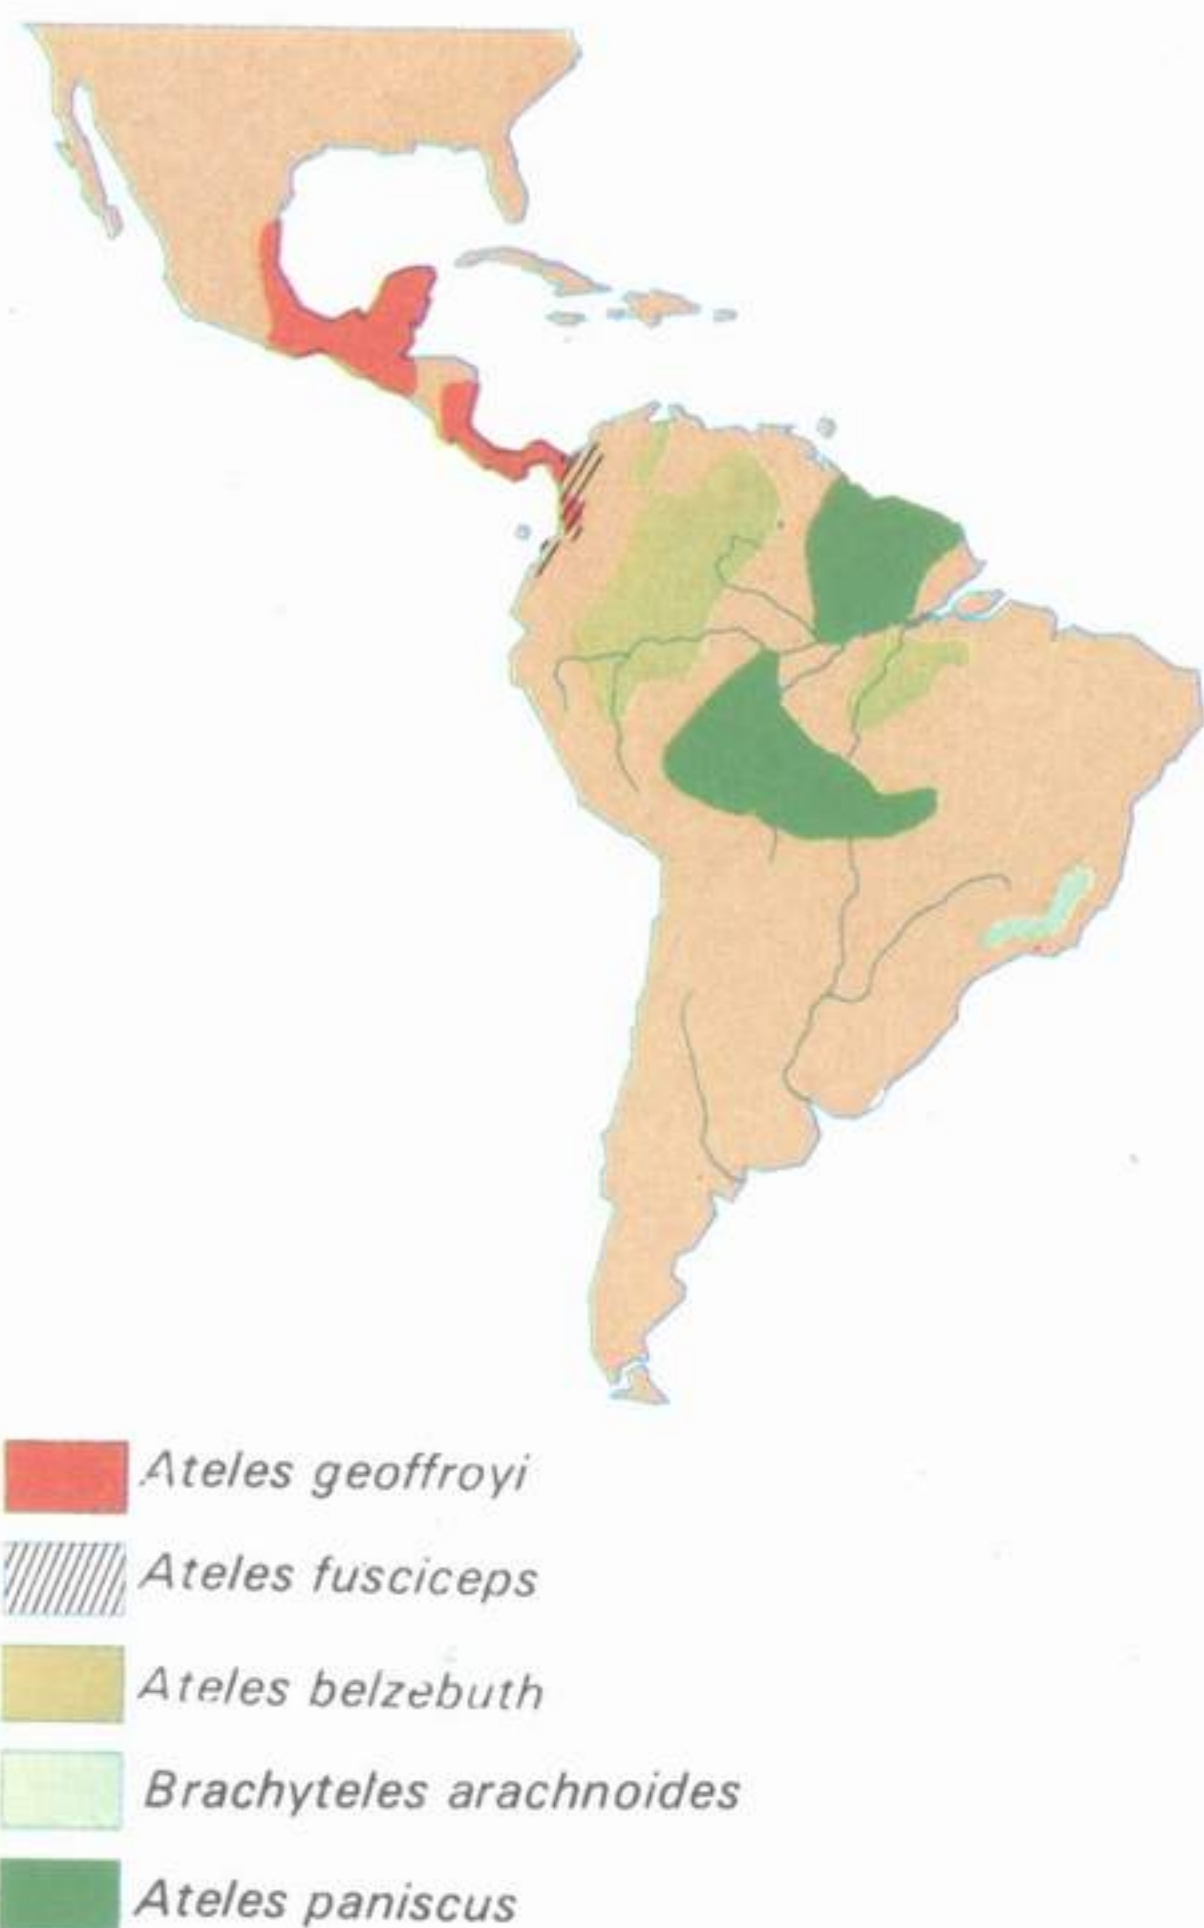 Ateles geoffroyi
Ateles fusciceps
Ateles belzebuth
Brachyteles arachnoides
Ateles paniscus